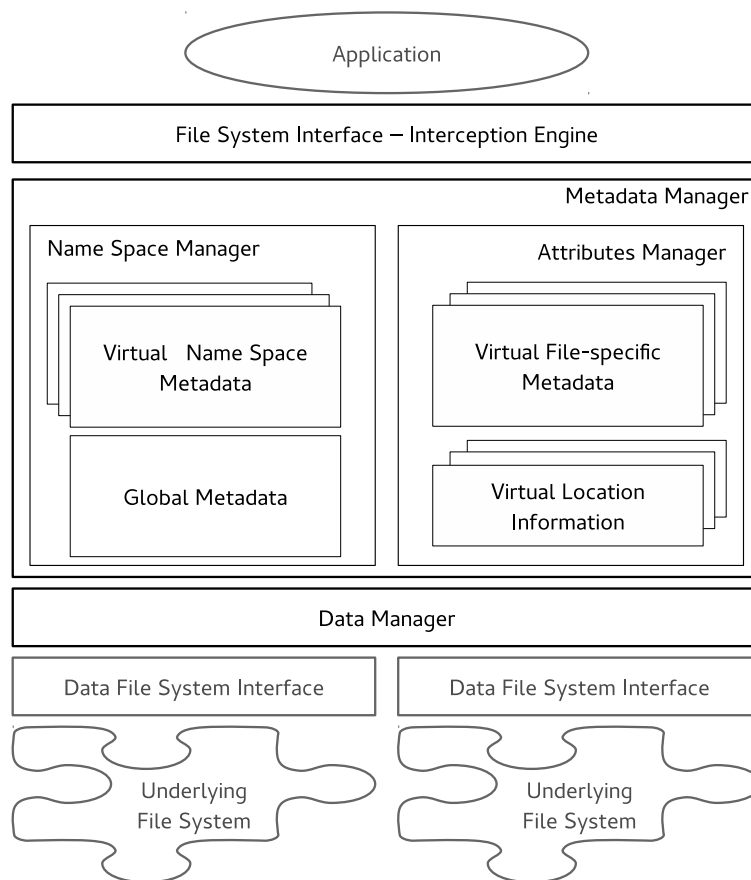 Application
File System Interface – Interception Engine
Metadata Manager
Name Space Manager
Virtual Name Space
Metadata
Global Metadata
Attributes Manager
Virtual File-specific
Metadata
Virtual Location
Information
Data Manager
Data File System Interface
Data File System Interface
Underlying
File System
Underlying
File System